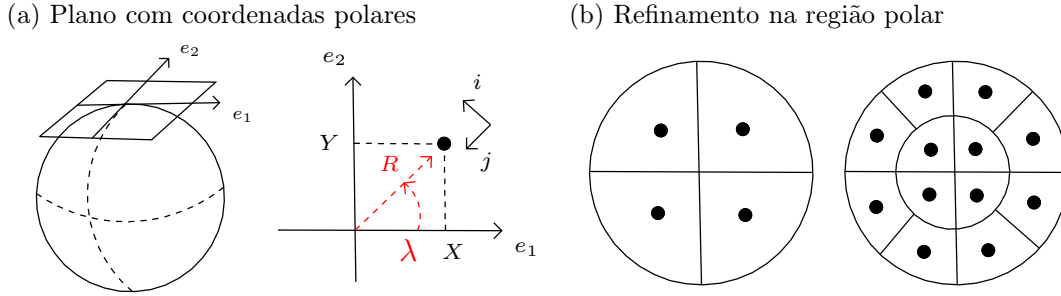 (a) Plano com coordenadas polares
(b) Refinamento na região polar
e₂
e₁
e₂
i
Y
R
j
λ
X
e₁